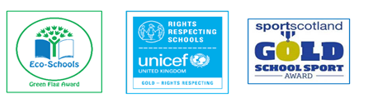 Eco-Schools
Green Flag Award
RIGHTS
RESPECTING
SCHOOLS
unicef
UNITED KINGDOM
GOLD - RIGHTS RESPECTING
sportscotland
GOLD
SCHOOL SPORT
AWARD